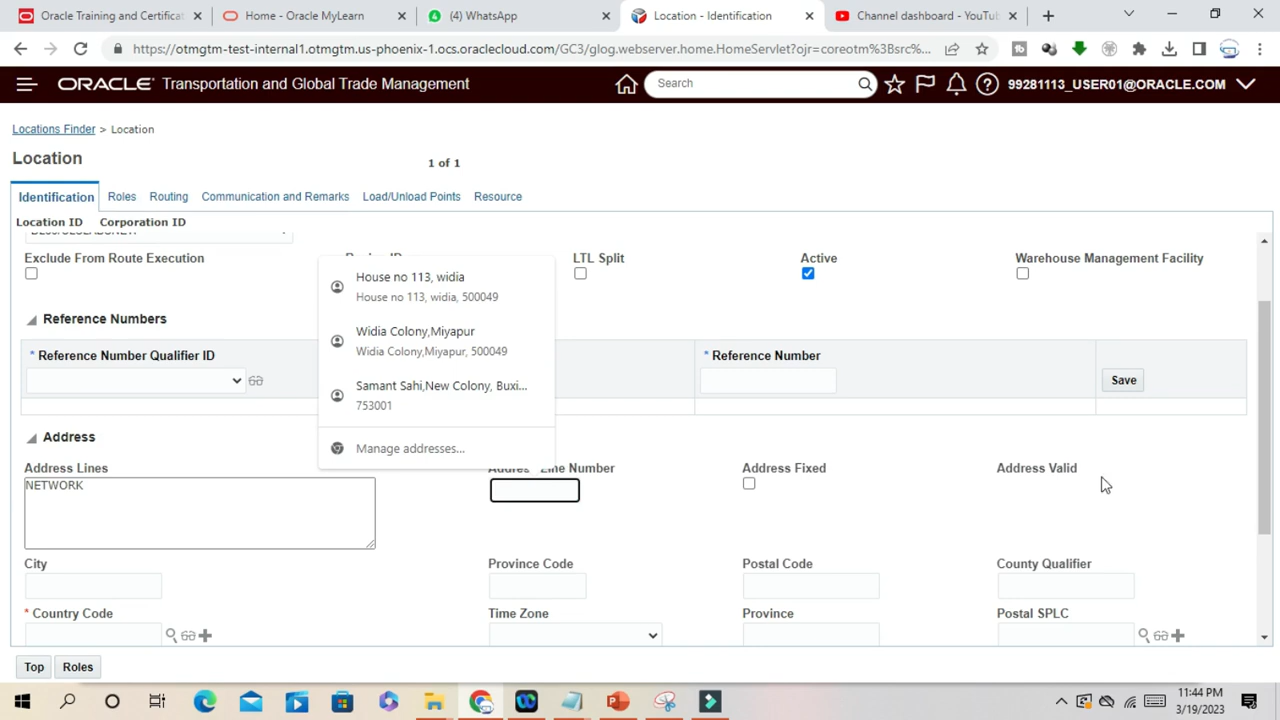 Oracle Training and Certifica
Home - Oracle MyLearn
(4) WhatsApp
Location - Identification
Channel dashboard - YouTu
https://otmgtm-test-internal1.otmgtm.us-phoenix-1.ocs.oraclecloud.com/GC3/glog.webserver.home.HomeServlet?ojr=coreotm%3Bsrc%...
ORACLE Transportation and Global Trade Management
Search
99281113_USER01@ORACLE.COM
Locations Finder > Location
Location
1 of 1
Identification Roles Routing Communication and Remarks Load/Unload Points Resource
Location ID Corporation ID
Exclude From Route Execution
LTL Split
Active
Warehouse Management Facility
House no 113, widia
House no 113, widia, 500049
Widia Colony,Miyapur
Widia Colony,Miyapur, 500049
Samant Sahi,New Colony, Buxi...
753001
Manage addresses...
Reference Numbers
* Reference Number Qualifier ID
* Reference Number
Save
Address
Address Lines
Address Line Number
Address Fixed
Address Valid
NETWORK
City
Province Code
Postal Code
County Qualifier
* Country Code
Time Zone
Province
Postal SPLC
Top
Roles
11:44 PM
3/19/2023